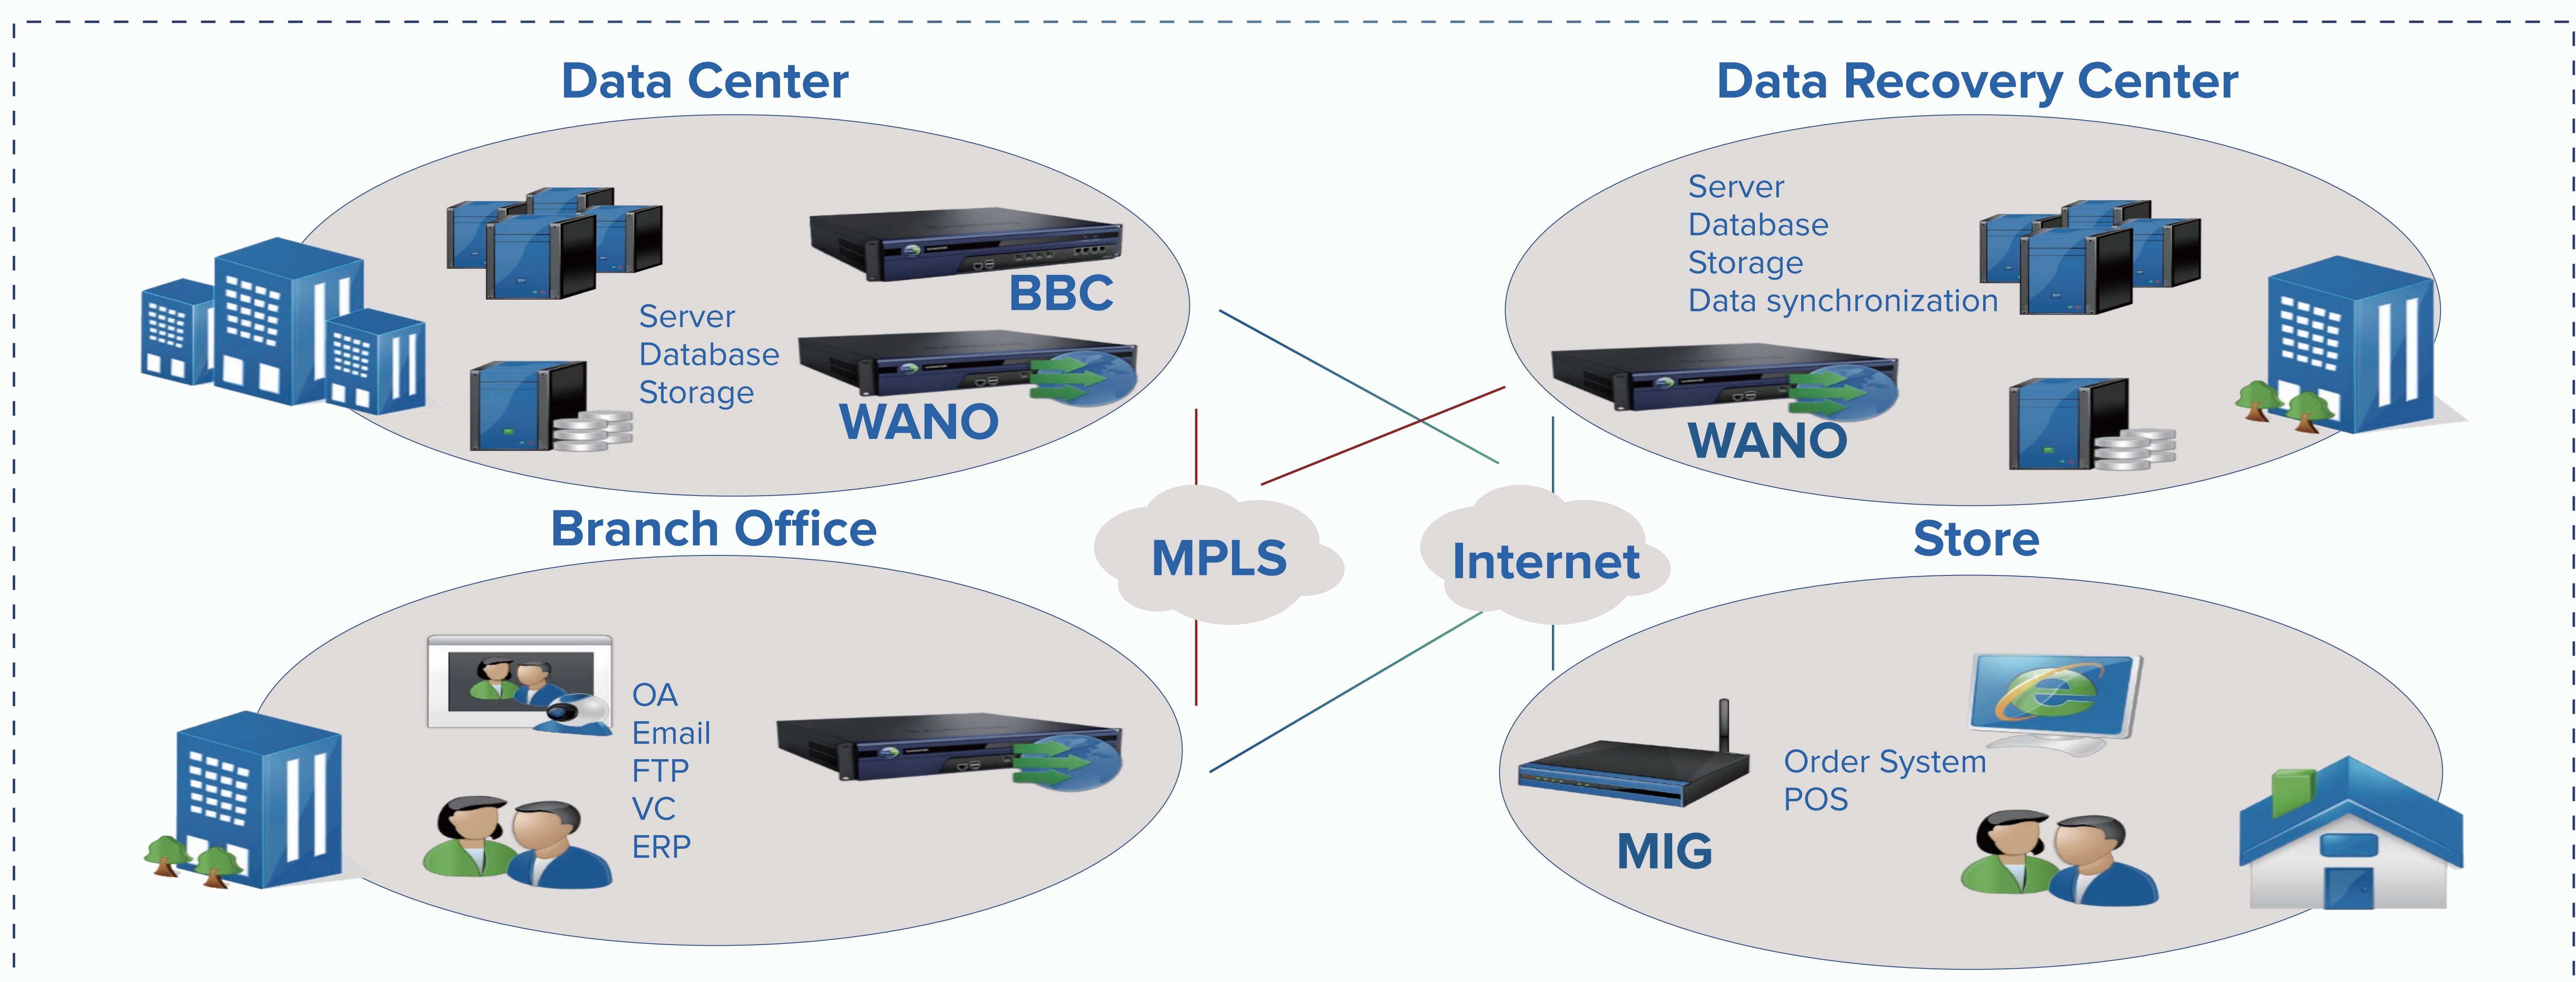 Data Center
BBC
Server
Database
Storage
WANO
Data Recovery Center
Server
Database
Storage
Data synchronization
WANO
MPLS
Internet
Branch Office
OA
Email
FTP
VC
ERP
Store
Order System
POS
MIG